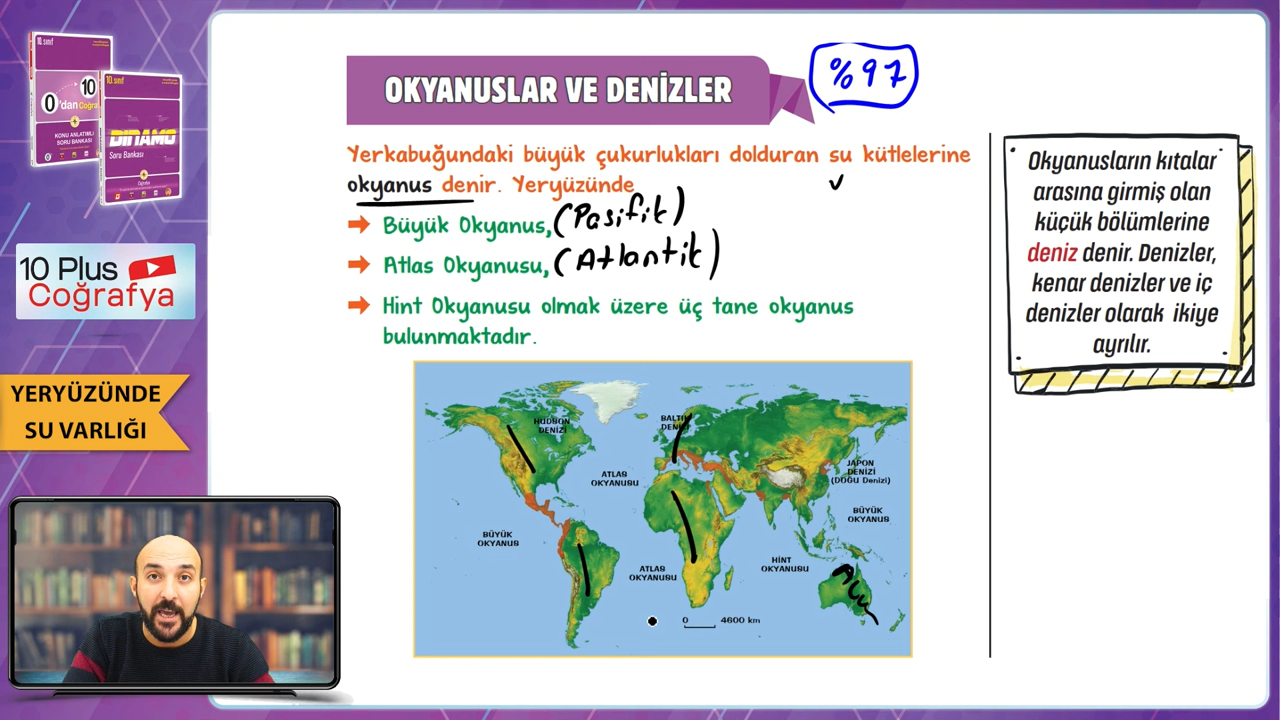 10.sınıf
10
0'dan Coğrafya
KONU ANLATIMLI
SORU BANKASI
10.sınıf
DİNAMO
Soru Bankası
10 Plus
Coğrafya
YERYÜZÜNDE
SU VARLIĞI
OKYANUSLAR VE DENİZLER
%97
Yerkabuğundaki büyük çukurlukları dolduran su kütlelerine
okyanus denir. Yeryüzünde
Büyük Okyanus, (Pasifik)
Atlas Okyanusu, (Atlantik)
Hint Okyanusu olmak üzere üç tane okyanus
bulunmaktadır.
HUDSON
DENİZİ
BALTIK
DENİZİ
ATLAS
OKYANUSU
JAPON
DENİZİ
(DOĞU Denizi)
BÜYÜK
OKYANUS
BÜYÜK
OKYANUS
ATLAS
OKYANUSU
HİNT
OKYANUSU
0 4600 km
Okyanusların kıtalar
arasına girmiş olan
küçük bölümlerine
deniz denir. Denizler,
kenar denizler ve iç
denizler olarak ikiye
ayrılır.